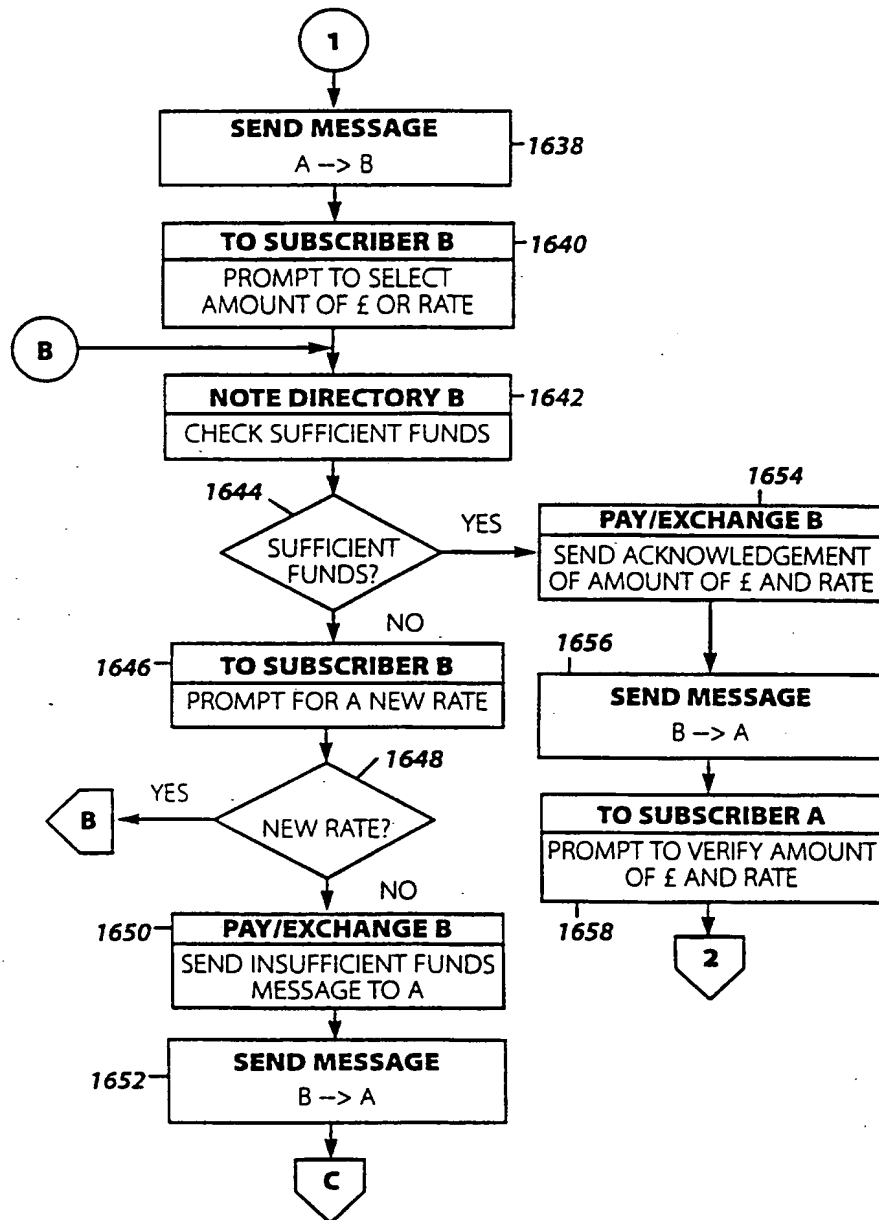 1
SEND MESSAGE
A --> B
1638
TO SUBSCRIBER B
1640
PROMPT TO SELECT
AMOUNT OF £ OR RATE
B
NOTE DIRECTORY B
1642
CHECK SUFFICIENT FUNDS
1644
SUFFICIENT
FUNDS?
YES
NO
1646
TO SUBSCRIBER B
PROMPT FOR A NEW RATE
1648
NEW RATE?
YES
B
NO
1650
PAY/EXCHANGE B
SEND INSUFFICIENT FUNDS
MESSAGE TO A
1652
SEND MESSAGE
B --> A
C
1654
PAY/EXCHANGE B
SEND ACKNOWLEDGEMENT
OF AMOUNT OF £ AND RATE
1656
SEND MESSAGE
B --> A
TO SUBSCRIBER A
PROMPT TO VERIFY AMOUNT
OF £ AND RATE
1658
2